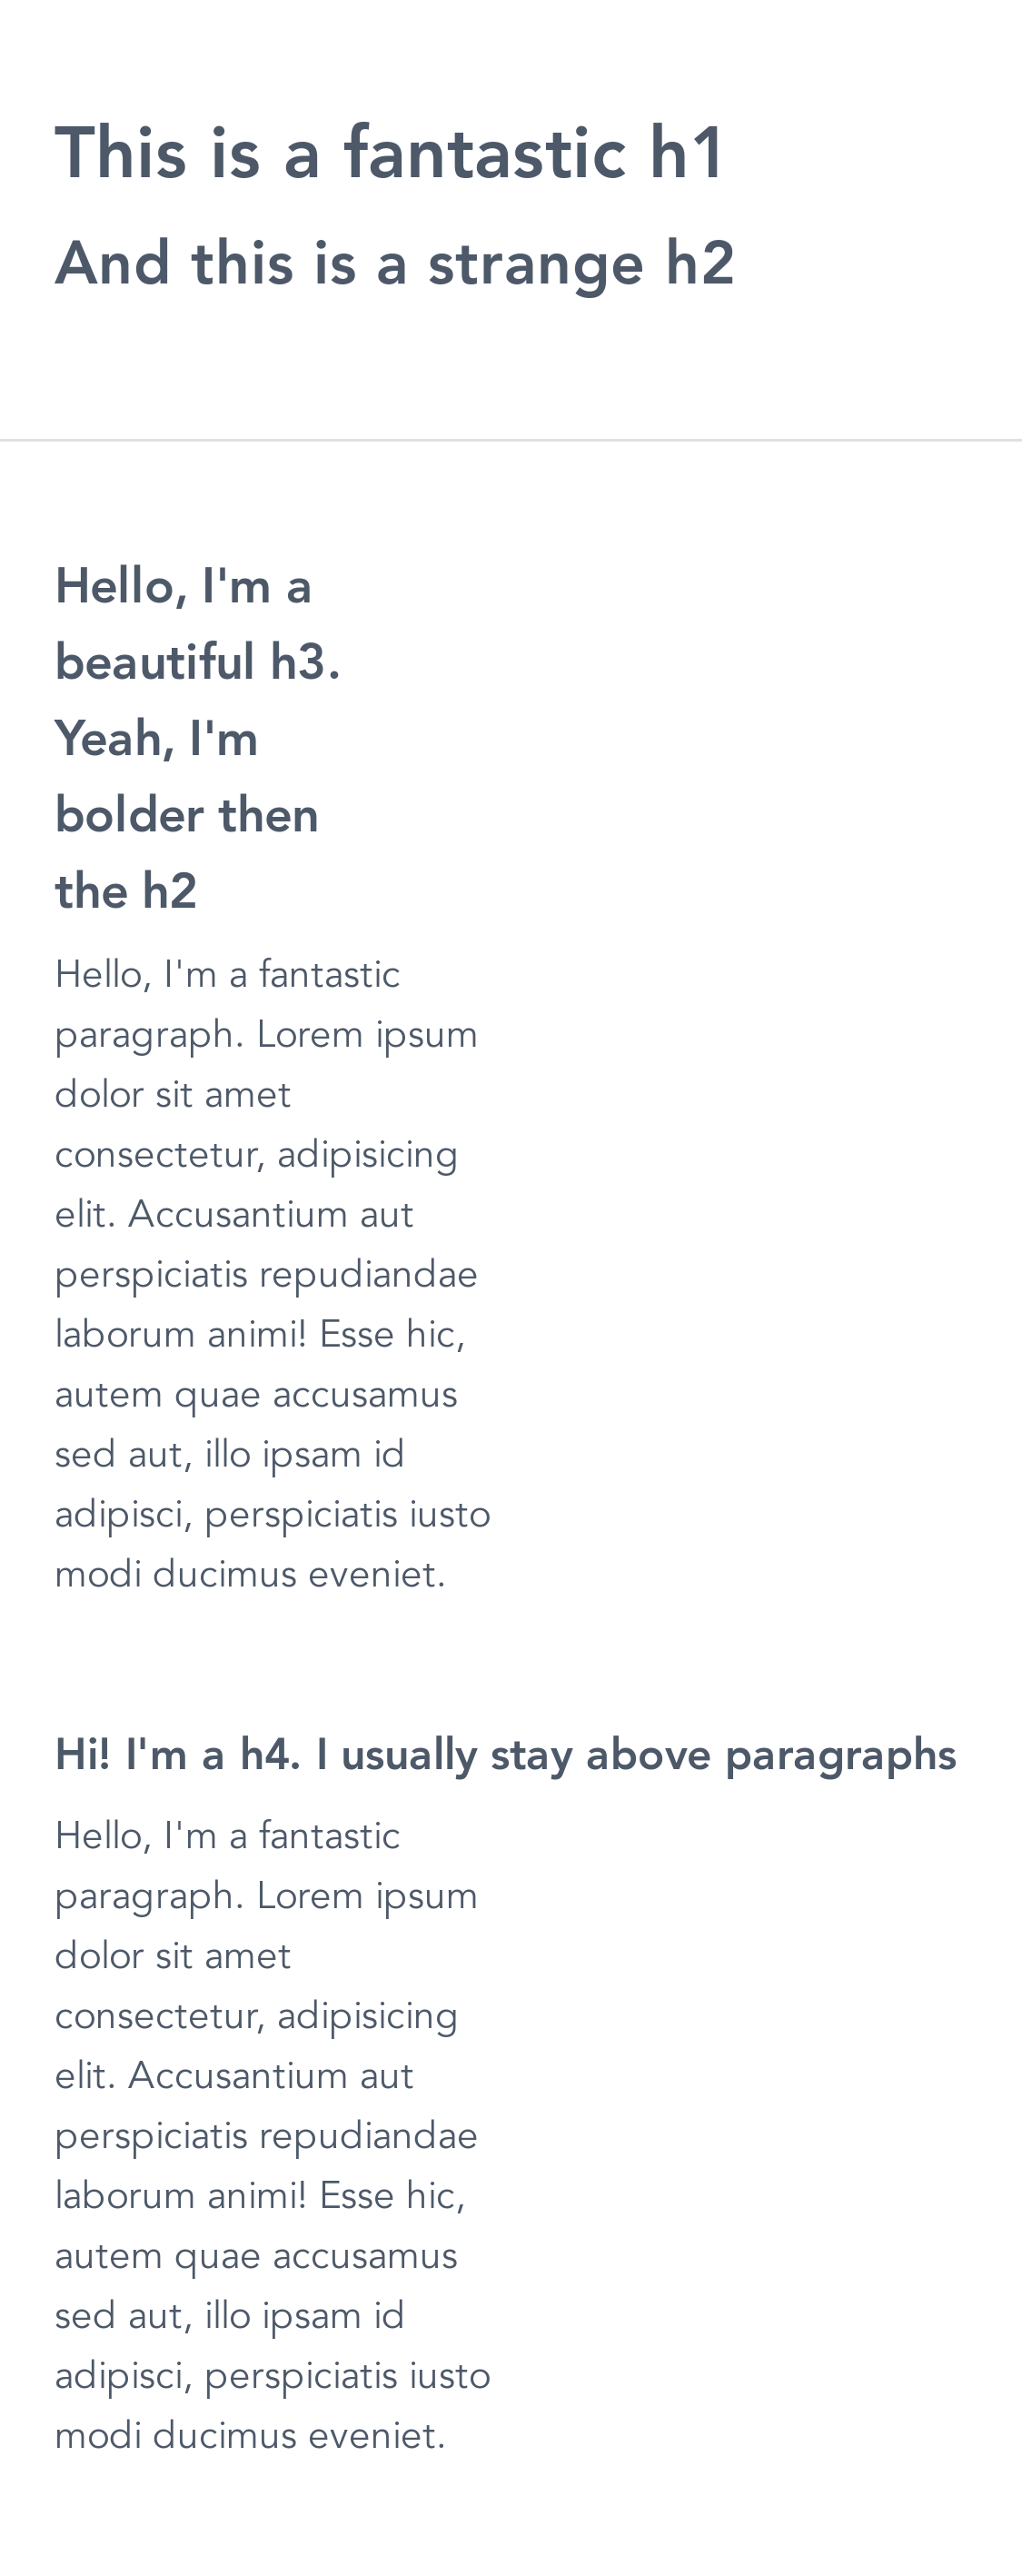 This is a fantastic h1
And this is a strange h2
Hello, I'm a
beautiful h3.
Yeah, I'm
bolder then
the h2
Hello, I'm a fantastic
paragraph. Lorem ipsum
dolor sit amet
consectetur, adipisicing
elit. Accusantium aut
perspiciatis repudiandae
laborum animi! Esse hic,
autem quae accusamus
sed aut, illo ipsam id
adipisci, perspiciatis iusto
modi ducimus eveniet.
Hi! I'm a h4. I usually stay above paragraphs
Hello, I'm a fantastic
paragraph. Lorem ipsum
dolor sit amet
consectetur, adipisicing
elit. Accusantium aut
perspiciatis repudiandae
laborum animi! Esse hic,
autem quae accusamus
sed aut, illo ipsam id
adipisci, perspiciatis iusto
modi ducimus eveniet.